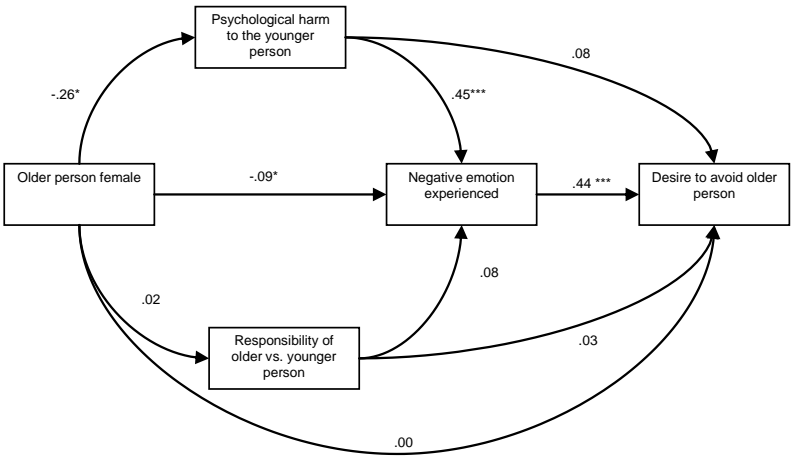 Psychological harm
to the younger
person
.08
-.26*
.45***
Older person female
-.09*
Negative emotion
experienced
.44 ***
Desire to avoid older
person
.02
.08
Responsibility of
older vs. younger
person
.03
.00